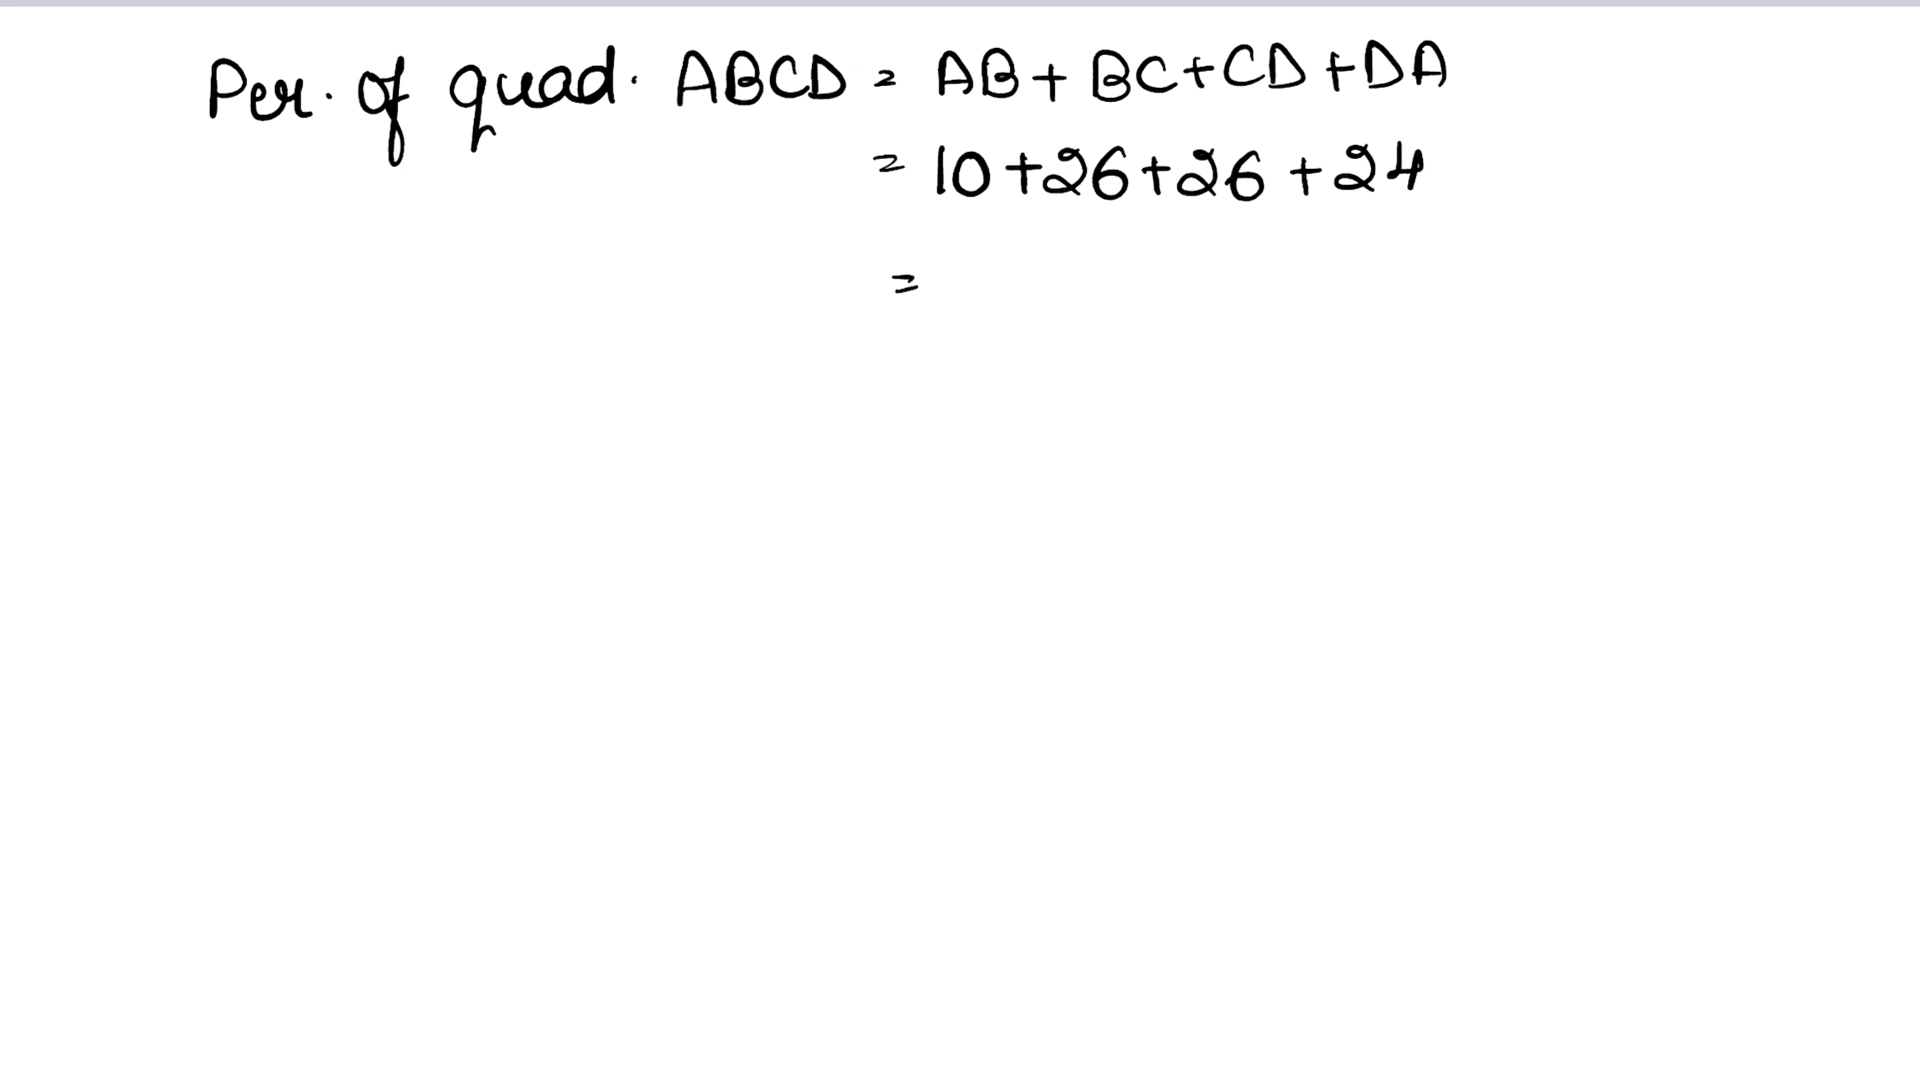 Per. of quad. ABCD = AB + BC + CD + DA
= 10 + 26 + 26 + 24
=